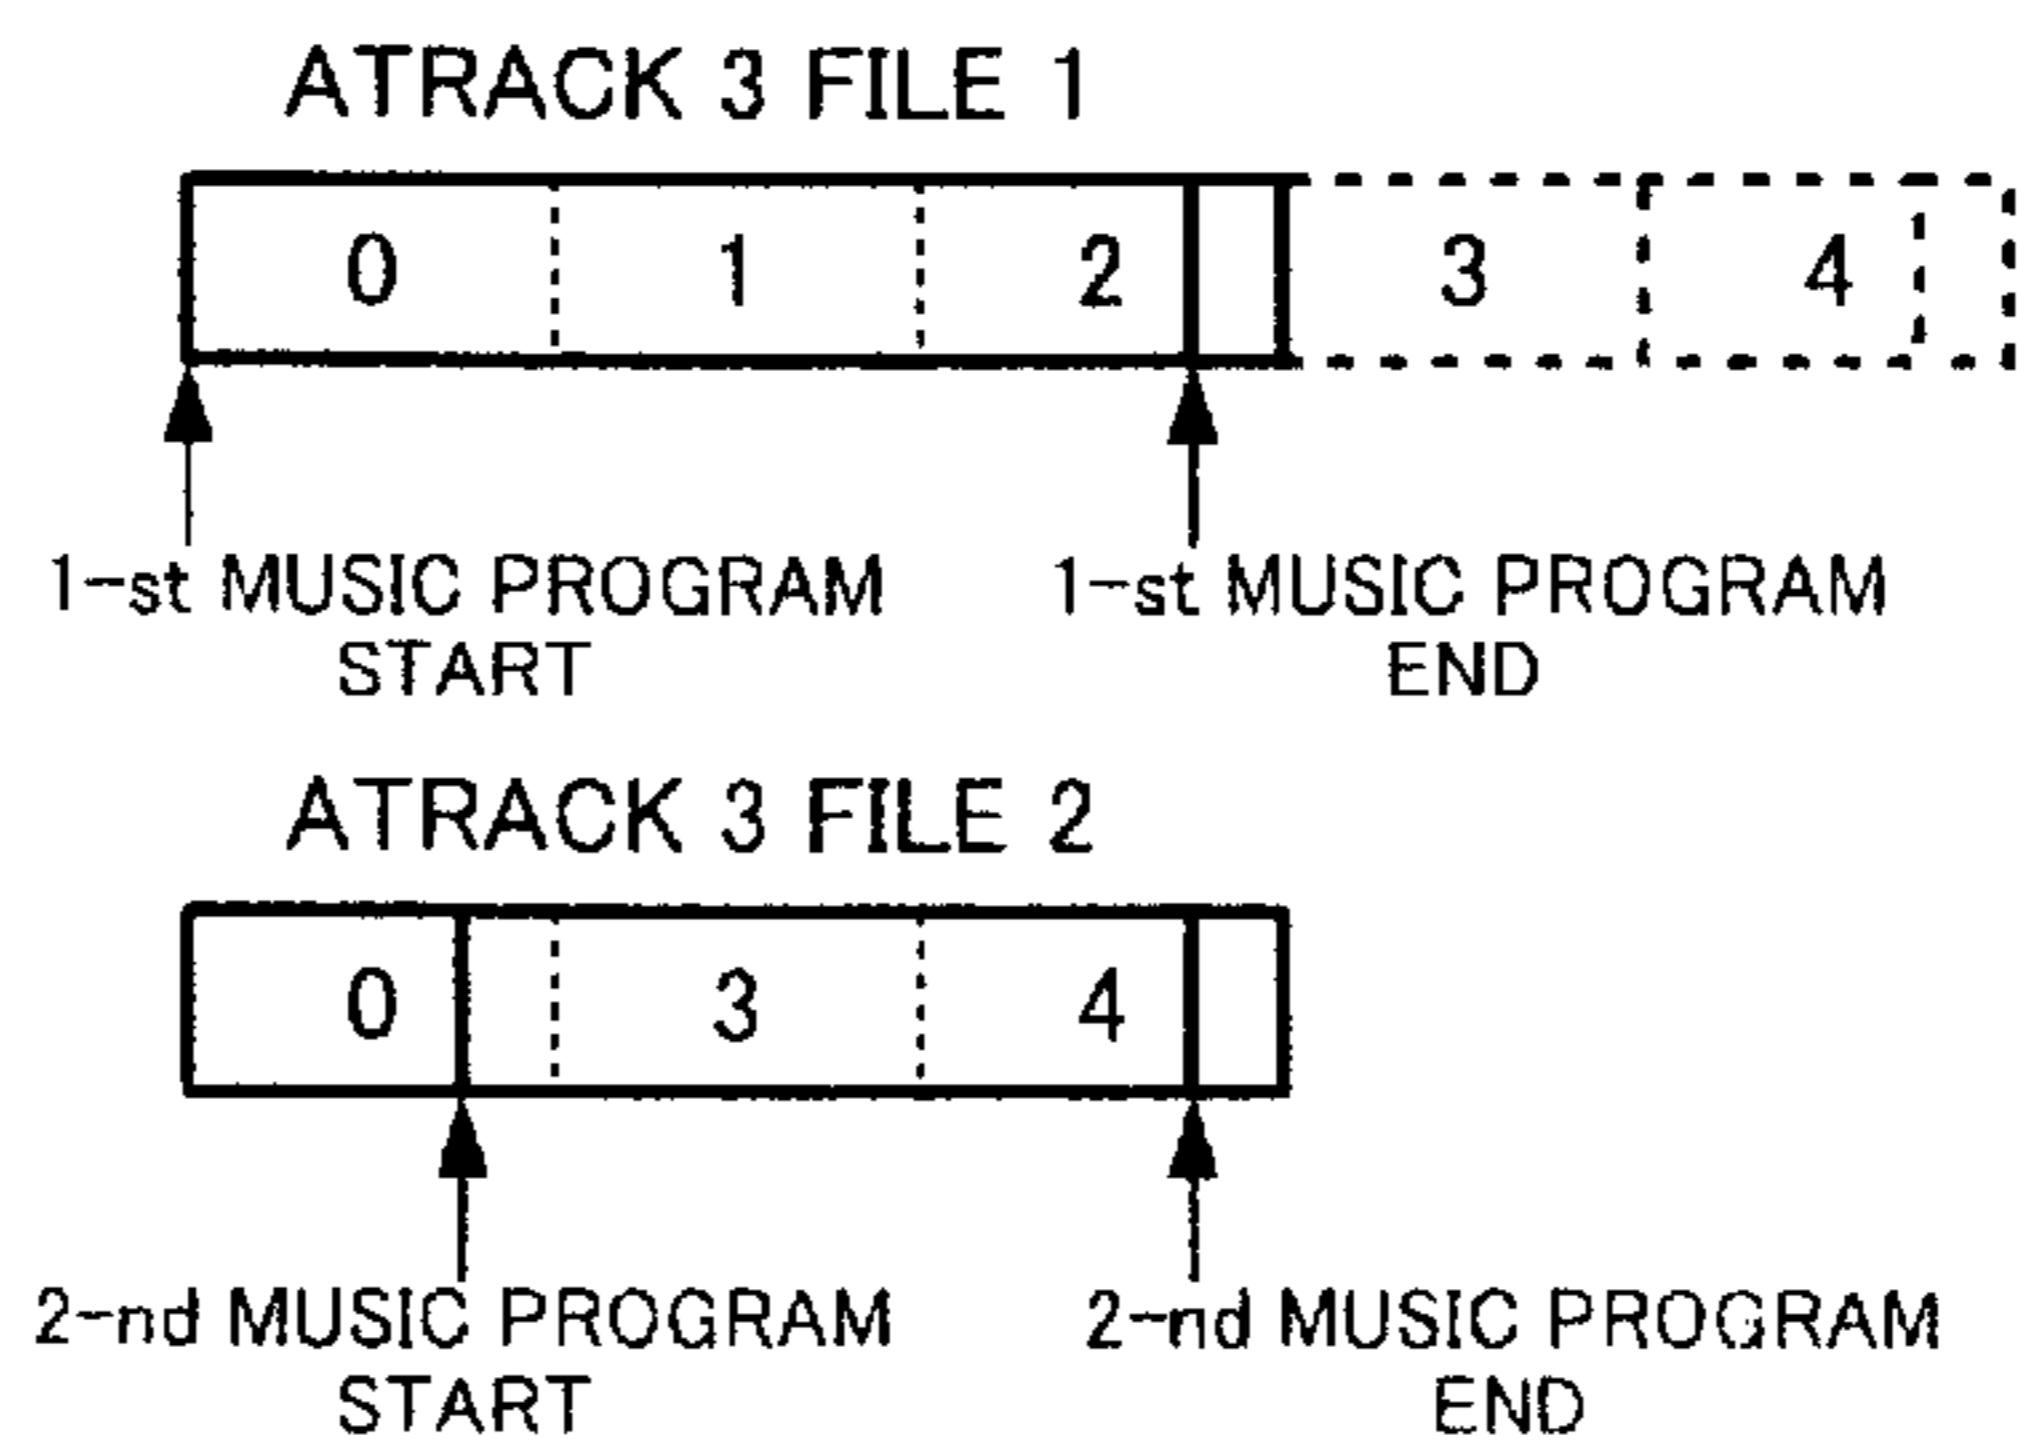 ATRACK 3 FILE 1
0 1 2 3 4
1-st MUSIC PROGRAM START
1-st MUSIC PROGRAM END
ATRACK 3 FILE 2
0 3 4
2-nd MUSIC PROGRAM START
2-nd MUSIC PROGRAM END